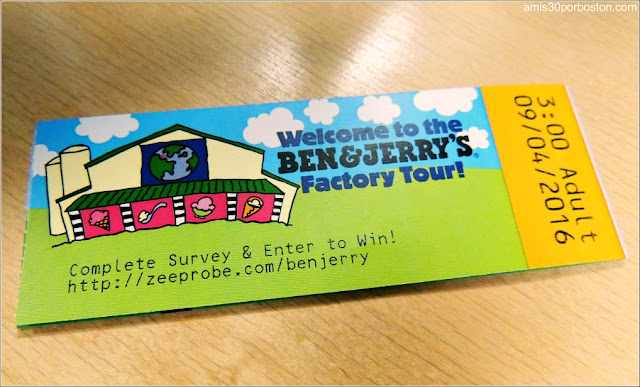 amis30porboston.com
Welcome to the
BEN&JERRY'S®
Factory Tour!
Complete Survey & Enter to Win!
http://zeeprobe.com/benjerry
3:00 Adult
09/04/2016